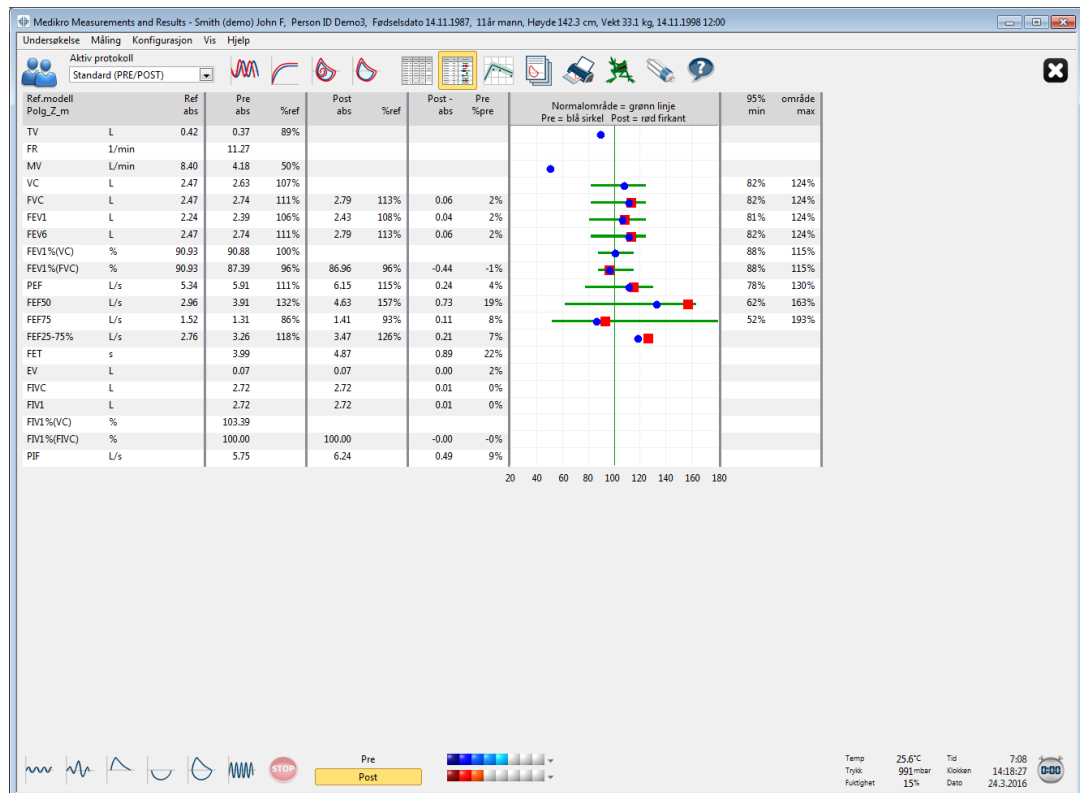 Medikro Measurements and Results - Smith (demo) John F, Person ID Demo3, Fødselsdato 14.11.1987, 11år mann, Høyde 142.3 cm, Vekt 33.1 kg, 14.11.1998 12:00
Undersøkelse Måling Konfigurasjon Vis Hjelp
Aktiv protokoll
Standard (PRE/POST)
Ref.modell Ref Pre Post Post - Pre 95% område
Polg_Z_m abs abs %ref abs %ref abs %pre min max
Normalområde = grønn linje
Pre = blå sirkel Post = rød firkant
TV L 0.42 0.37 89%
FR 1/min 11.27
MV L/min 8.40 4.18 50%
VC L 2.47 2.63 107% 82% 124%
FVC L 2.47 2.74 111% 2.79 113% 0.06 2% 82% 124%
FEV1 L 2.24 2.39 106% 2.43 108% 0.04 2% 81% 124%
FEV6 L 2.47 2.74 111% 2.79 113% 0.06 2% 82% 124%
FEV1%(VC) % 90.93 90.88 100% 88% 115%
FEV1%(FVC) % 90.93 87.39 96% 86.96 96% -0.44 -1% 88% 115%
PEF L/s 5.34 5.91 111% 6.15 115% 0.24 4% 78% 130%
FEF50 L/s 2.96 3.91 132% 4.63 157% 0.73 19% 62% 163%
FEF75 L/s 1.52 1.31 86% 1.41 93% 0.11 8% 52% 193%
FEF25-75% L/s 2.76 3.26 118% 3.47 126% 0.21 7%
FET s 3.99 4.87 0.89 22%
EV L 0.07 0.07 0.00 2%
FIVC L 2.72 2.72 0.01 0%
FIV1 L 2.72 2.72 0.01 0%
FIV1%(VC) % 103.39
FIV1%(FIVC) % 100.00 100.00 -0.00 -0%
PIF L/s 5.75 6.24 0.49 9%
20 40 60 80 100 120 140 160 180
STOP
Pre
Post
Temp 25.6°C Tid 7:08
Trykk 991 mbar Klokken 14:18:27
Fuktighet 15% Dato 24.3.2016
0:00